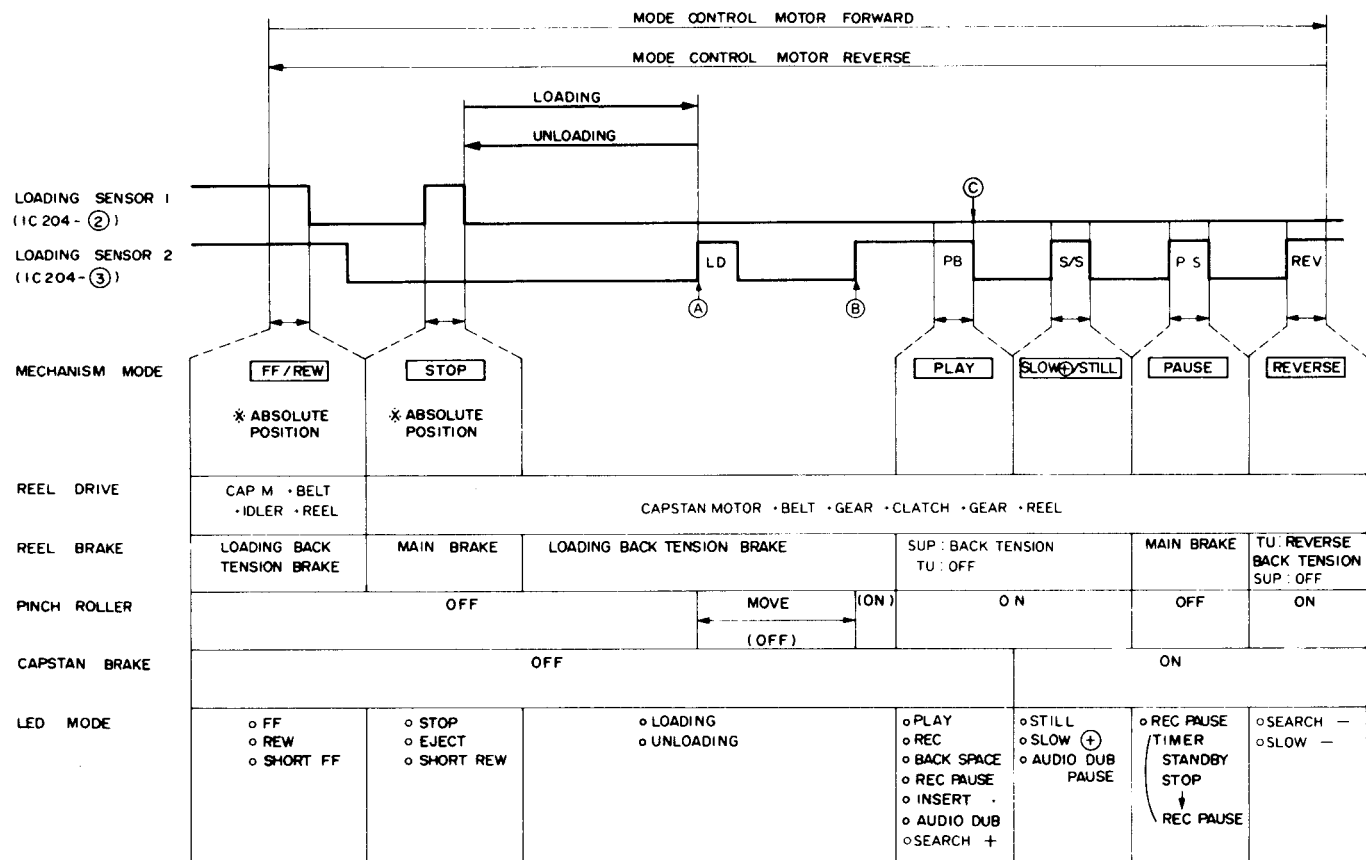 MODE CONTROL MOTOR FORWARD
MODE CONTROL MOTOR REVERSE
LOADING
UNLOADING
LOADING SENSOR 1
(IC204-②)
Ⓒ
LOADING SENSOR 2
(IC204-③)
LD
PB
S/S
PS
REV
Ⓐ
Ⓑ
MECHANISM MODE
FF/REW
STOP
PLAY
SLOW⊕/STILL
PAUSE
REVERSE
※ ABSOLUTE
POSITION
※ ABSOLUTE
POSITION
REEL DRIVE
CAP M・BELT
・IDLER・REEL
CAPSTAN MOTOR・BELT・GEAR・CLATCH・GEAR・REEL
REEL BRAKE
LOADING BACK
TENSION BRAKE
MAIN BRAKE
LOADING BACK TENSION BRAKE
SUP : BACK TENSION
TU : OFF
MAIN BRAKE
TU : REVERSE
BACK TENSION
SUP : OFF
PINCH ROLLER
OFF
MOVE
(OFF)
(ON)
ON
OFF
ON
CAPSTAN BRAKE
OFF
ON
LED MODE
○ FF
○ REW
○ SHORT FF
○ STOP
○ EJECT
○ SHORT REW
○ LOADING
○ UNLOADING
○ PLAY
○ REC
○ BACK SPACE
○ REC PAUSE
○ INSERT
○ AUDIO DUB
○ SEARCH +
○ STILL
○ SLOW ⊕
○ AUDIO DUB
PAUSE
○ REC PAUSE
TIMER
STANDBY
STOP
↓
REC PAUSE
○ SEARCH −
○ SLOW −